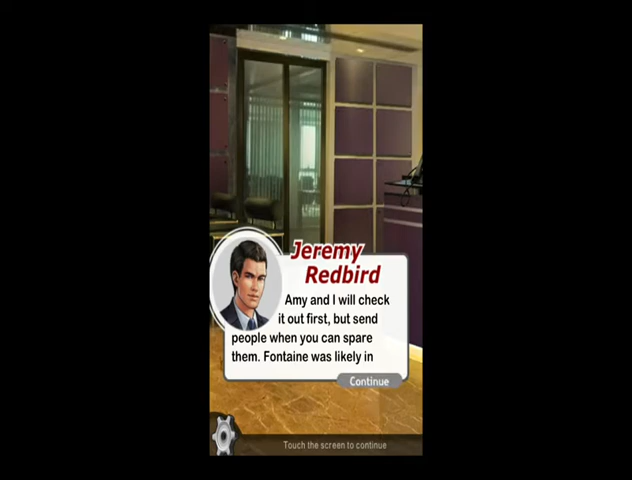 Jeremy
Redbird
Amy and I will check
it out first, but send
people when you can spare
them. Fontaine was likely in
Continue
Touch the screen to continue